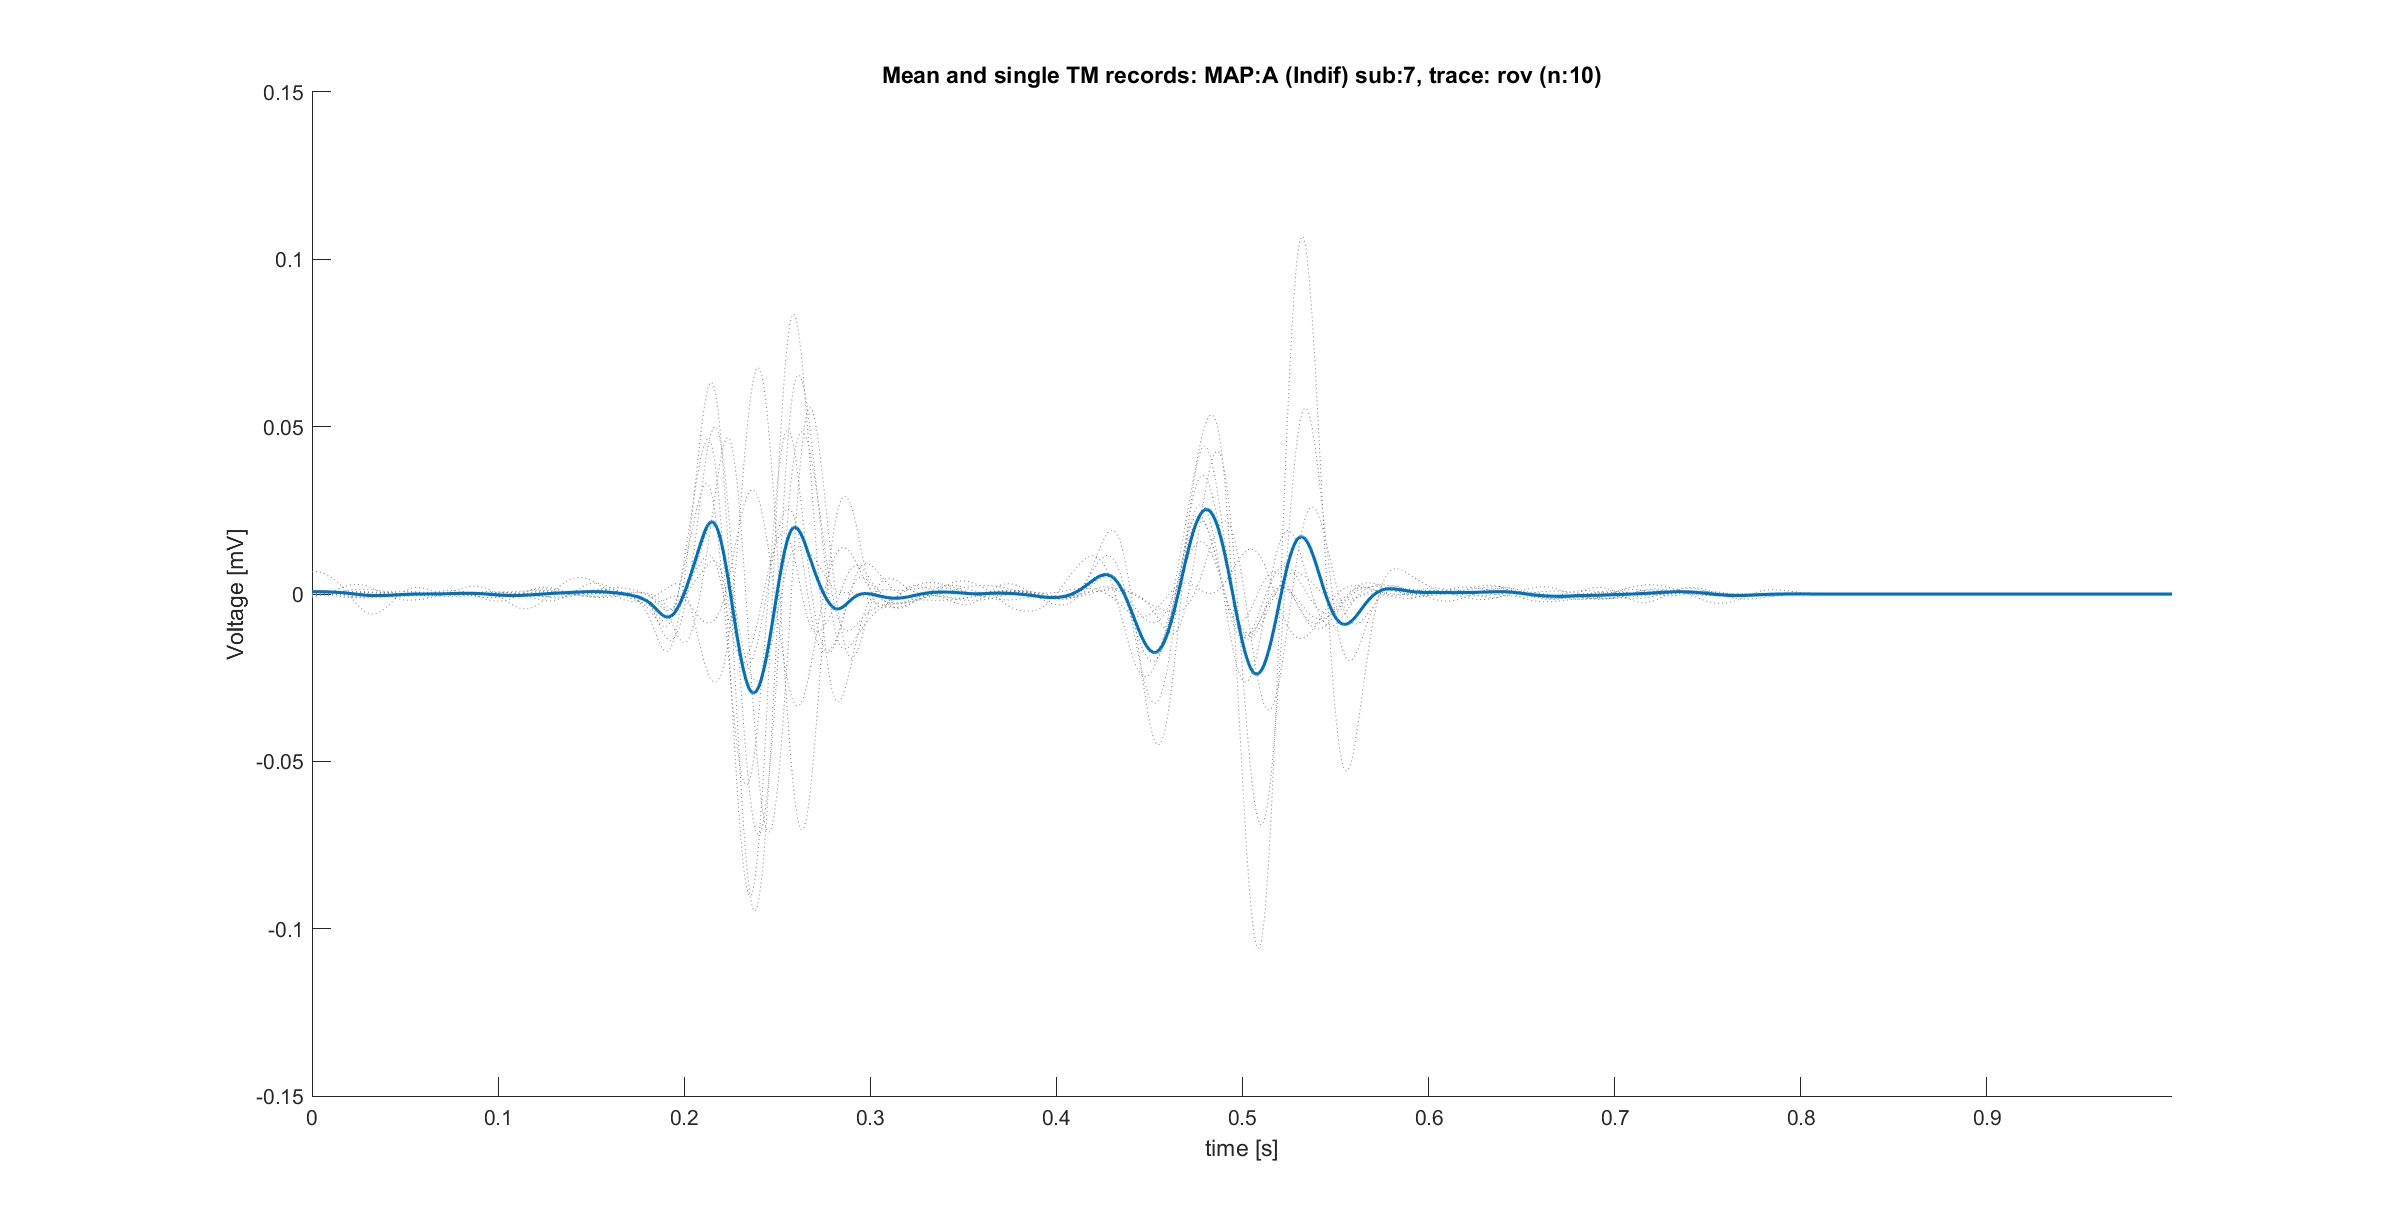 Mean and single TM records: MAP:A (Indif) sub:7, trace: rov (n:10)
0.15
0.1
0.05
0
-0.05
-0.1
-0.15
Voltage [mV]
0 0.1 0.2 0.3 0.4 0.5 0.6 0.7 0.8 0.9
time [s]